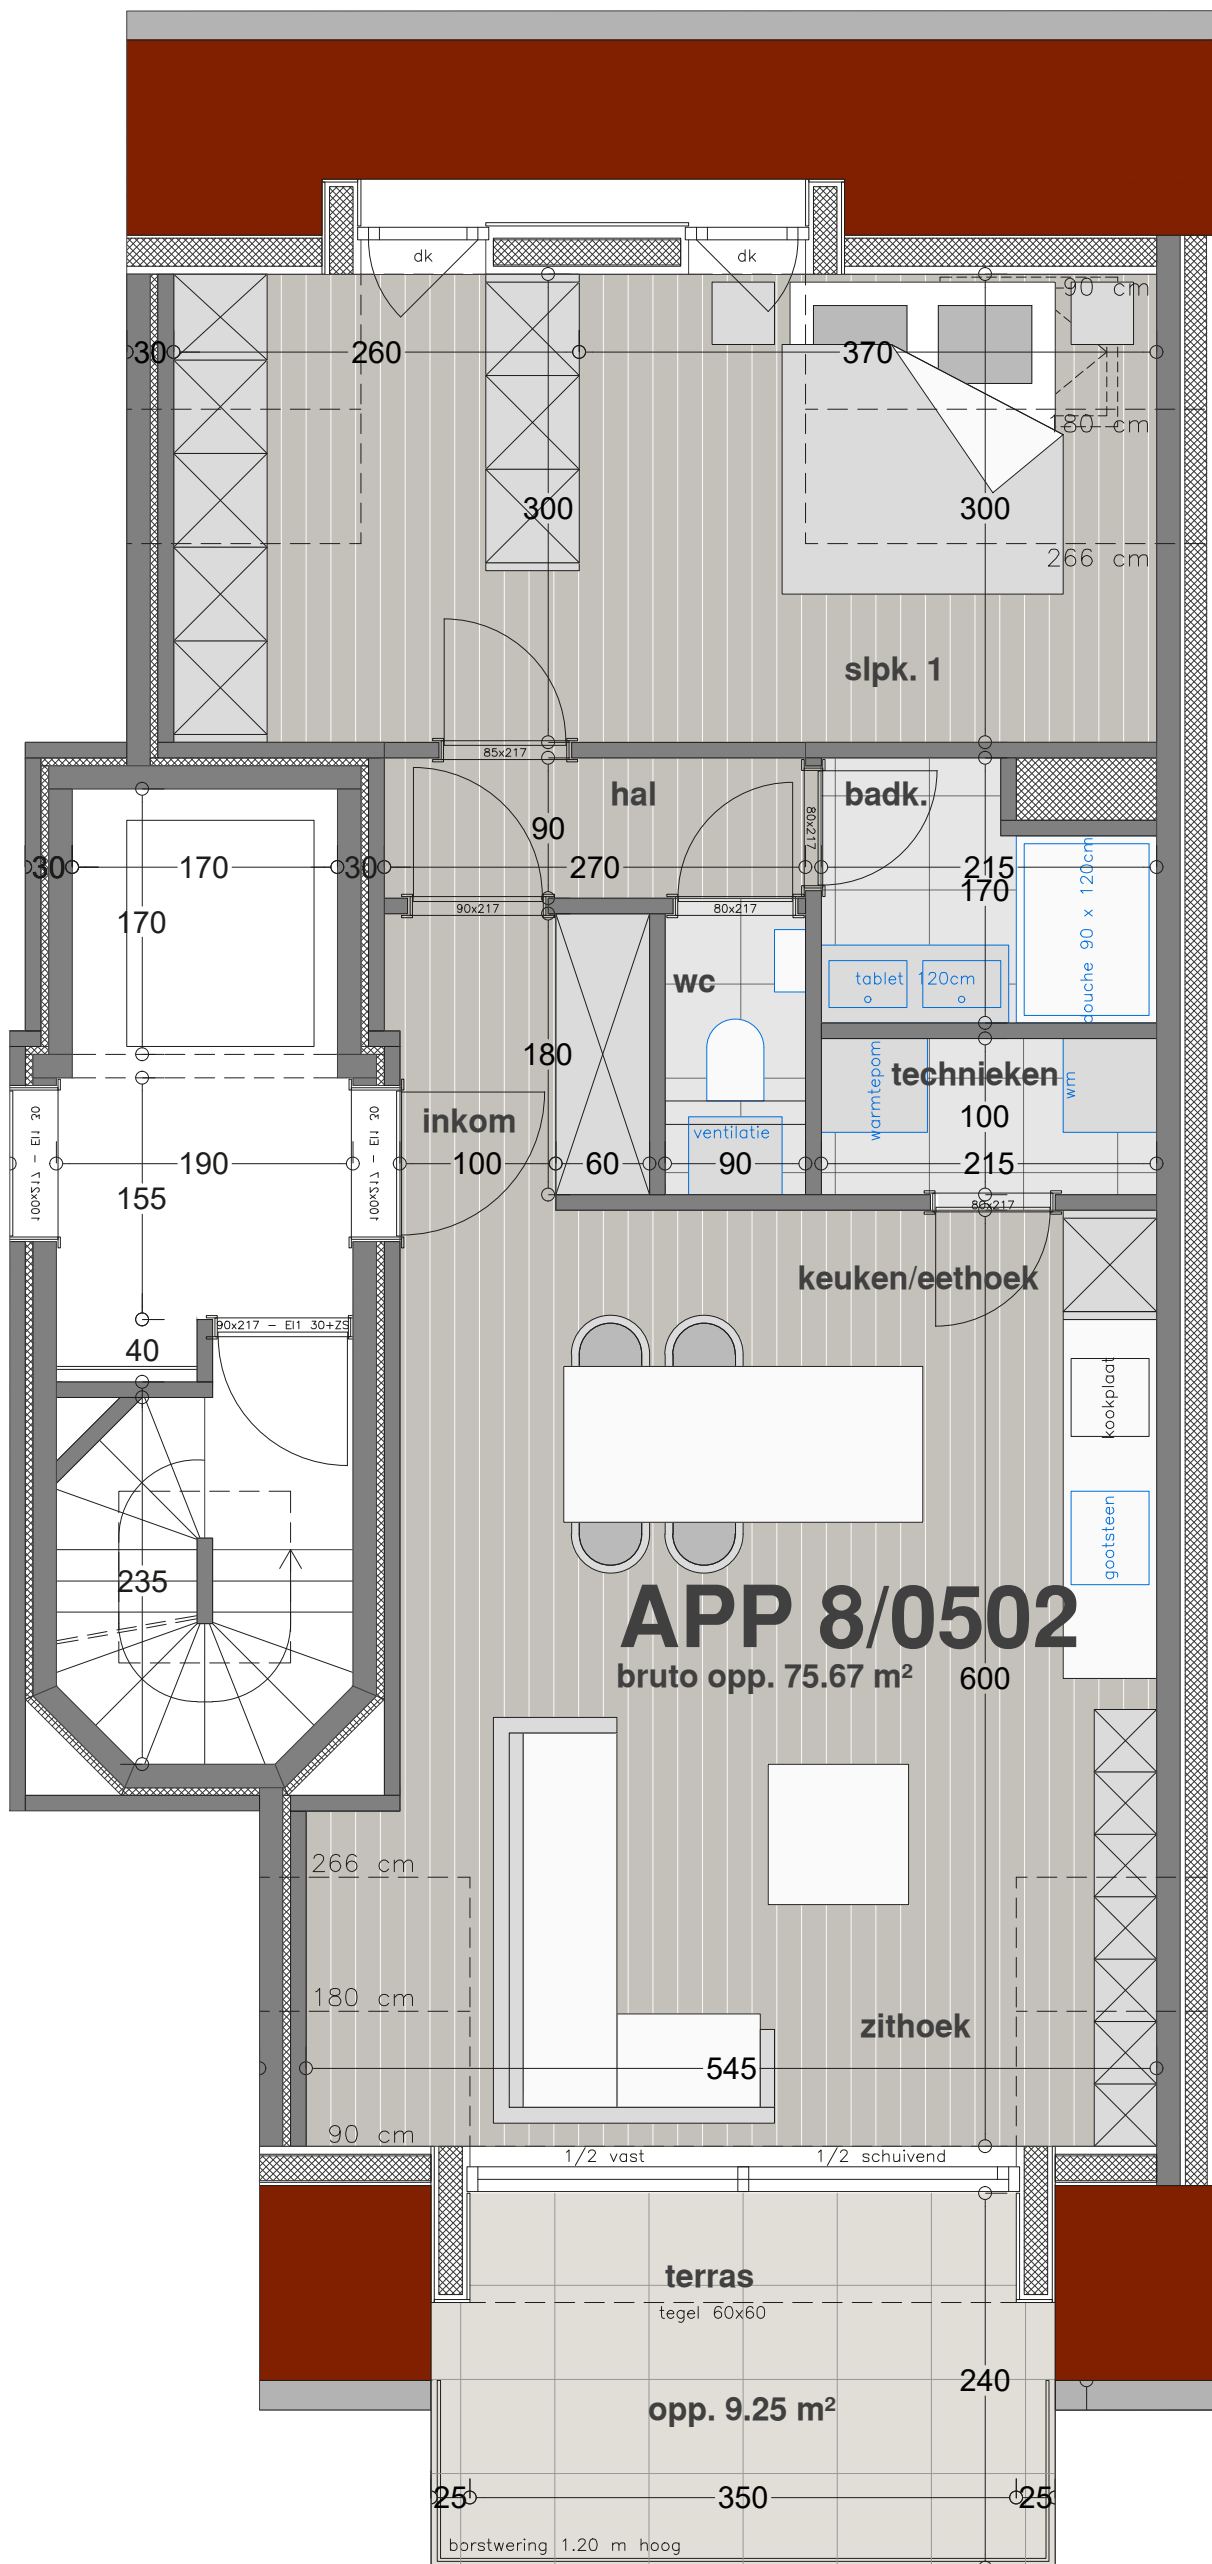 dk
dk
90 cm
30
260
370
180 cm
300
300
266 cm
slpk. 1
85x217
hal
badk.
90
80x217
30
170
30
270
215
170
douche 90 x 120cm
90x217
80x217
170
wc
tablet 120cm
180
technieken
warmtepom
wm
inkom
100
ventilatie
100x217 - EI1 30
100x217 - EI1 30
190
100
60
90
215
155
80x217
keuken/eethoek
90x217 - EI1 30+ZS
40
kookplaat
gootsteen
235
APP 8/0502
bruto opp. 75.67 m²
600
266 cm
180 cm
zithoek
545
90 cm
1/2 vast
1/2 schuivend
terras
tegel 60x60
240
opp. 9.25 m²
25
350
25
borstwering 1.20 m hoog